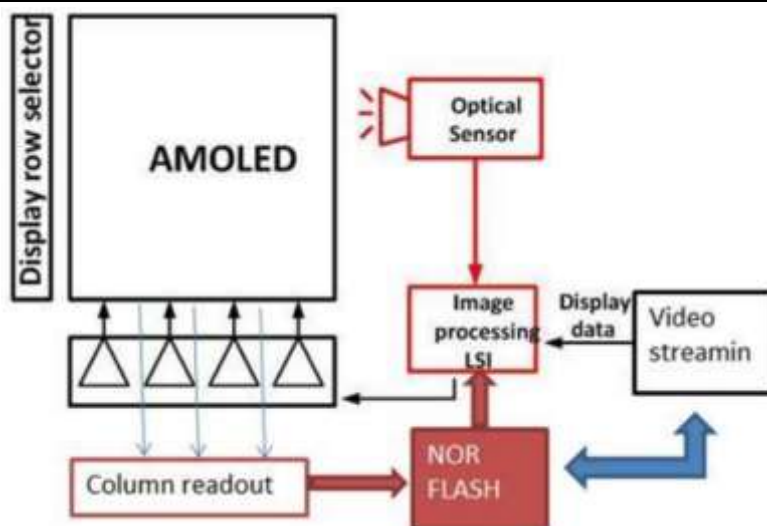 Display row selector
AMOLED
Optical
Sensor
Image
processing
LSI
Display
data
Video
streamin
Column readout
NOR
FLASH